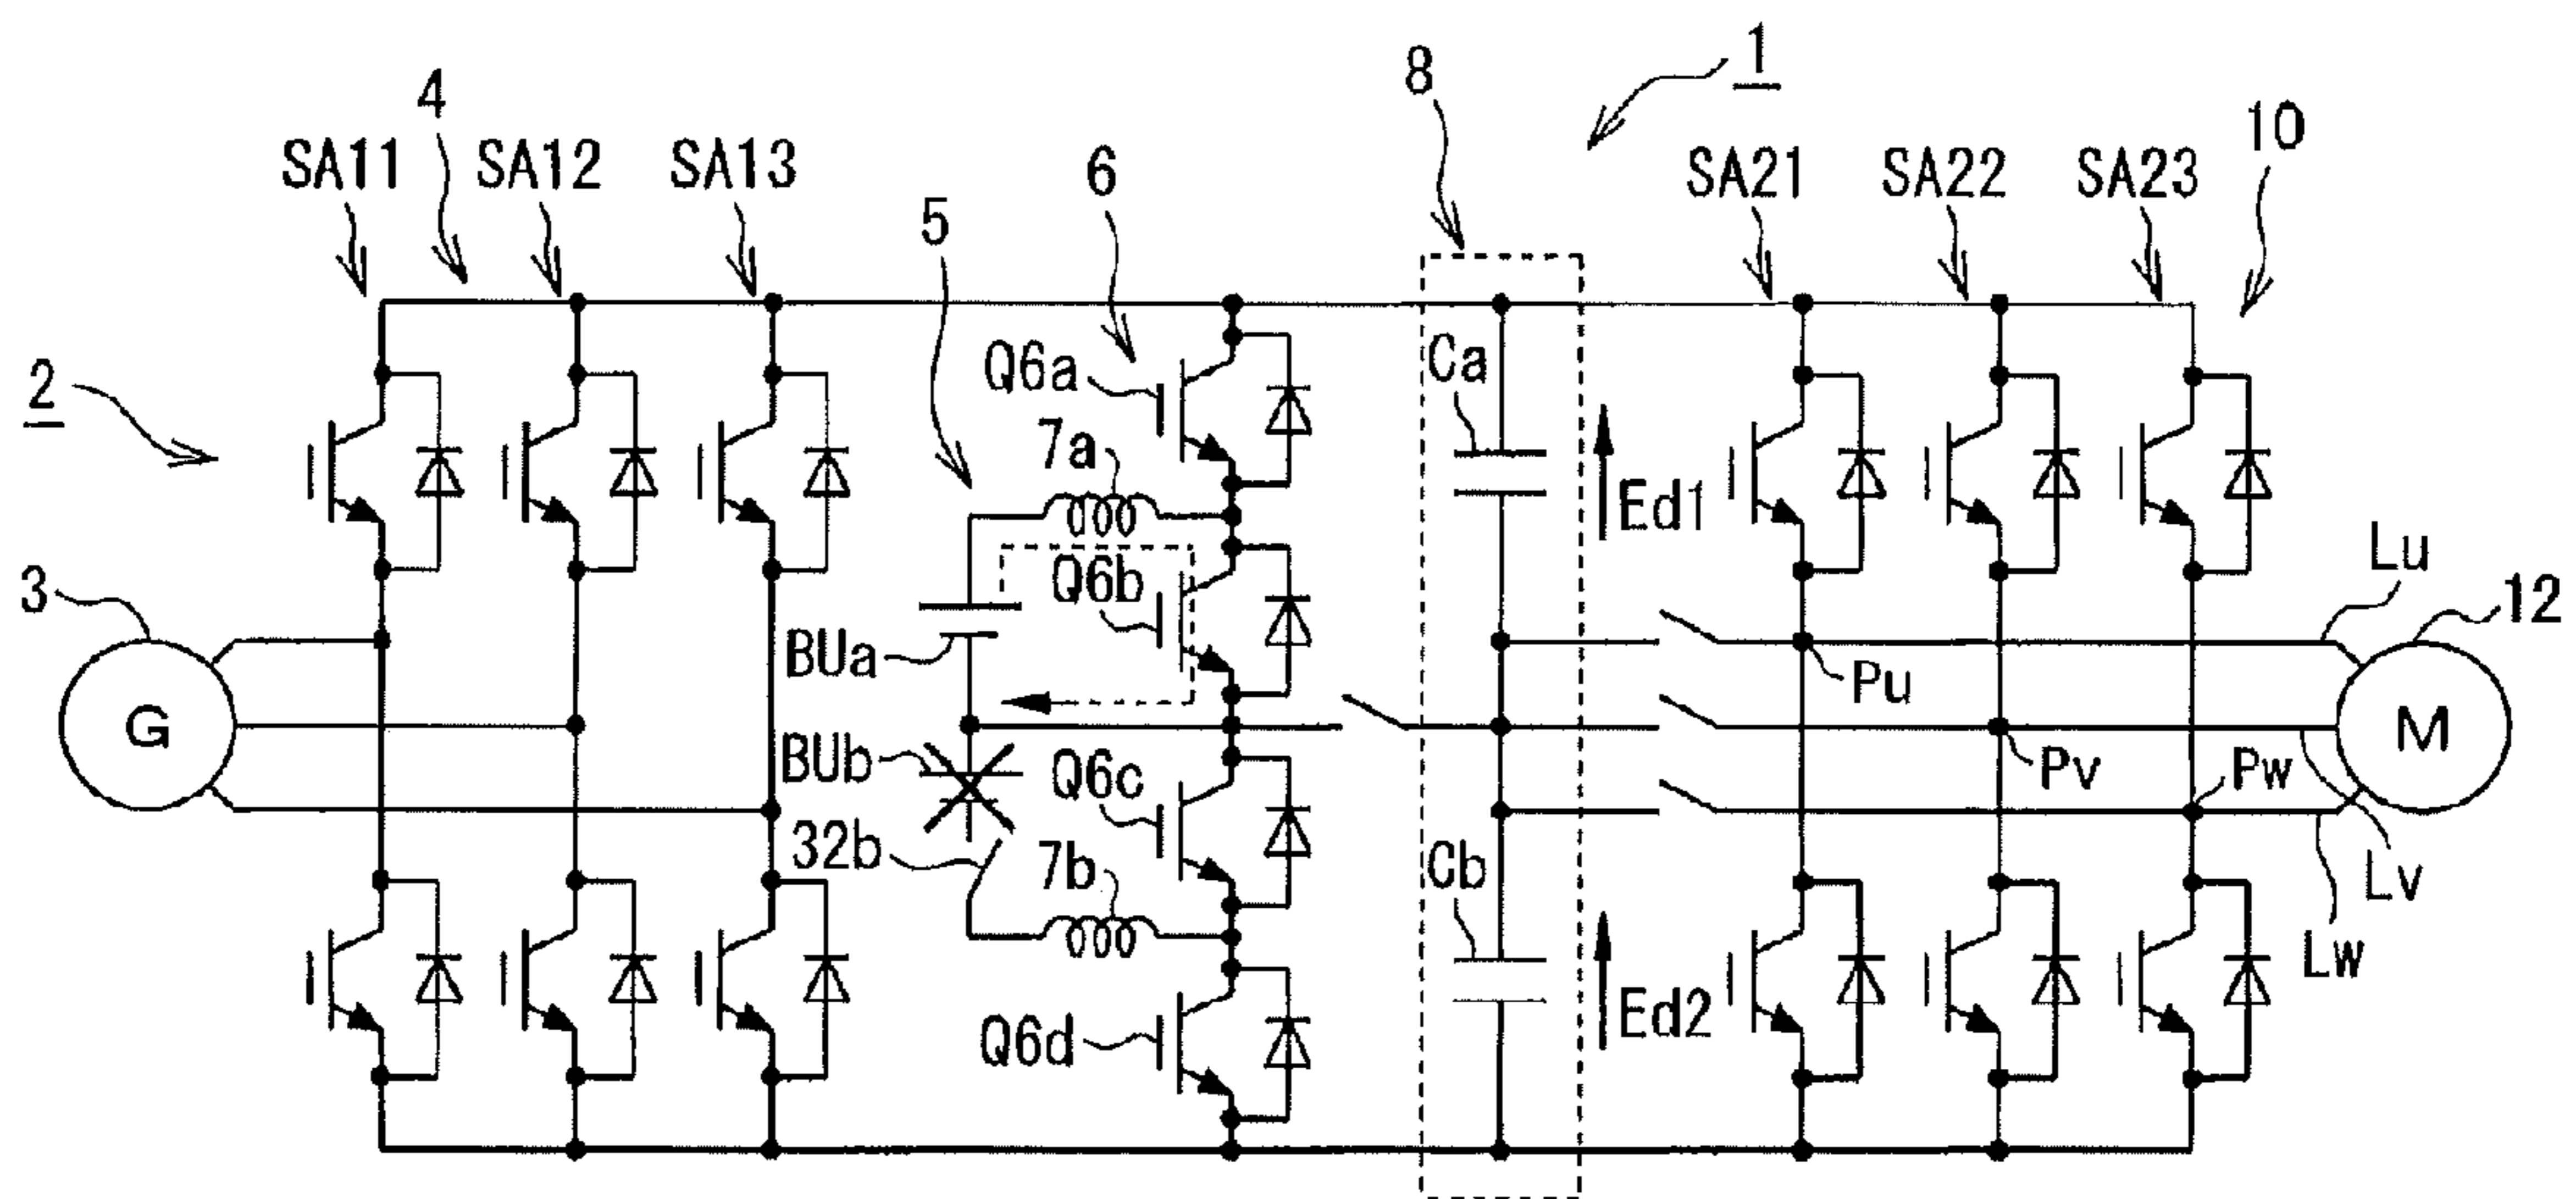 1
8
4
10
SA11
SA12
SA13
6
SA21
SA22
SA23
5
Q6a
Ca
2
7a
Ed1
Lu
Q6b
3
12
BUa
Pu
G
M
BUb
Q6c
Pv
Pw
32b
7b
Cb
Lv
Lw
Q6d
Ed2